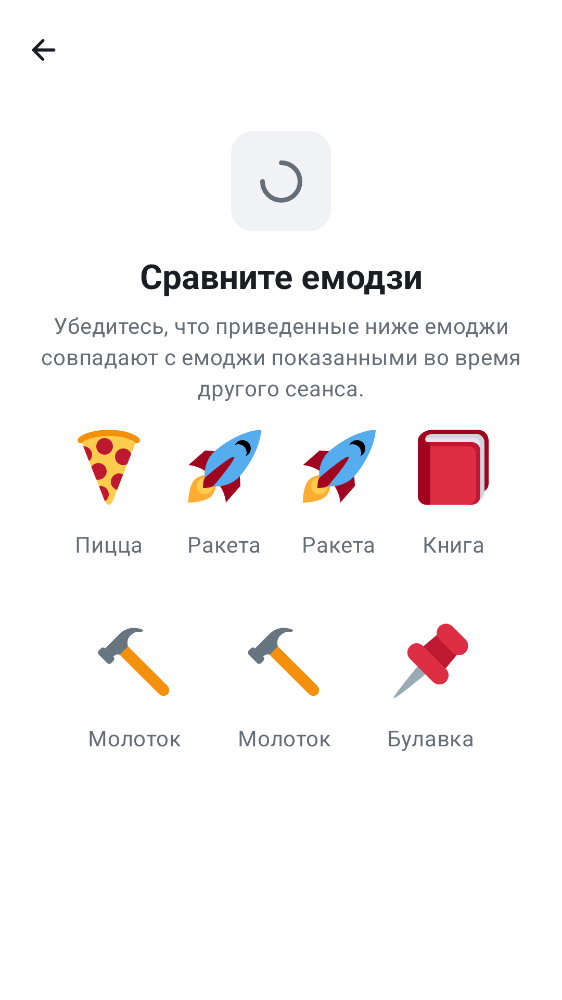 Сравните емодзи
Убедитесь, что приведенные ниже емоджи
совпадают с емоджи показанными во время
другого сеанса.
Пицца Ракета Ракета Книга
Молоток Молоток Булавка